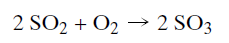 2 SO₂ + O₂ → 2 SO₃